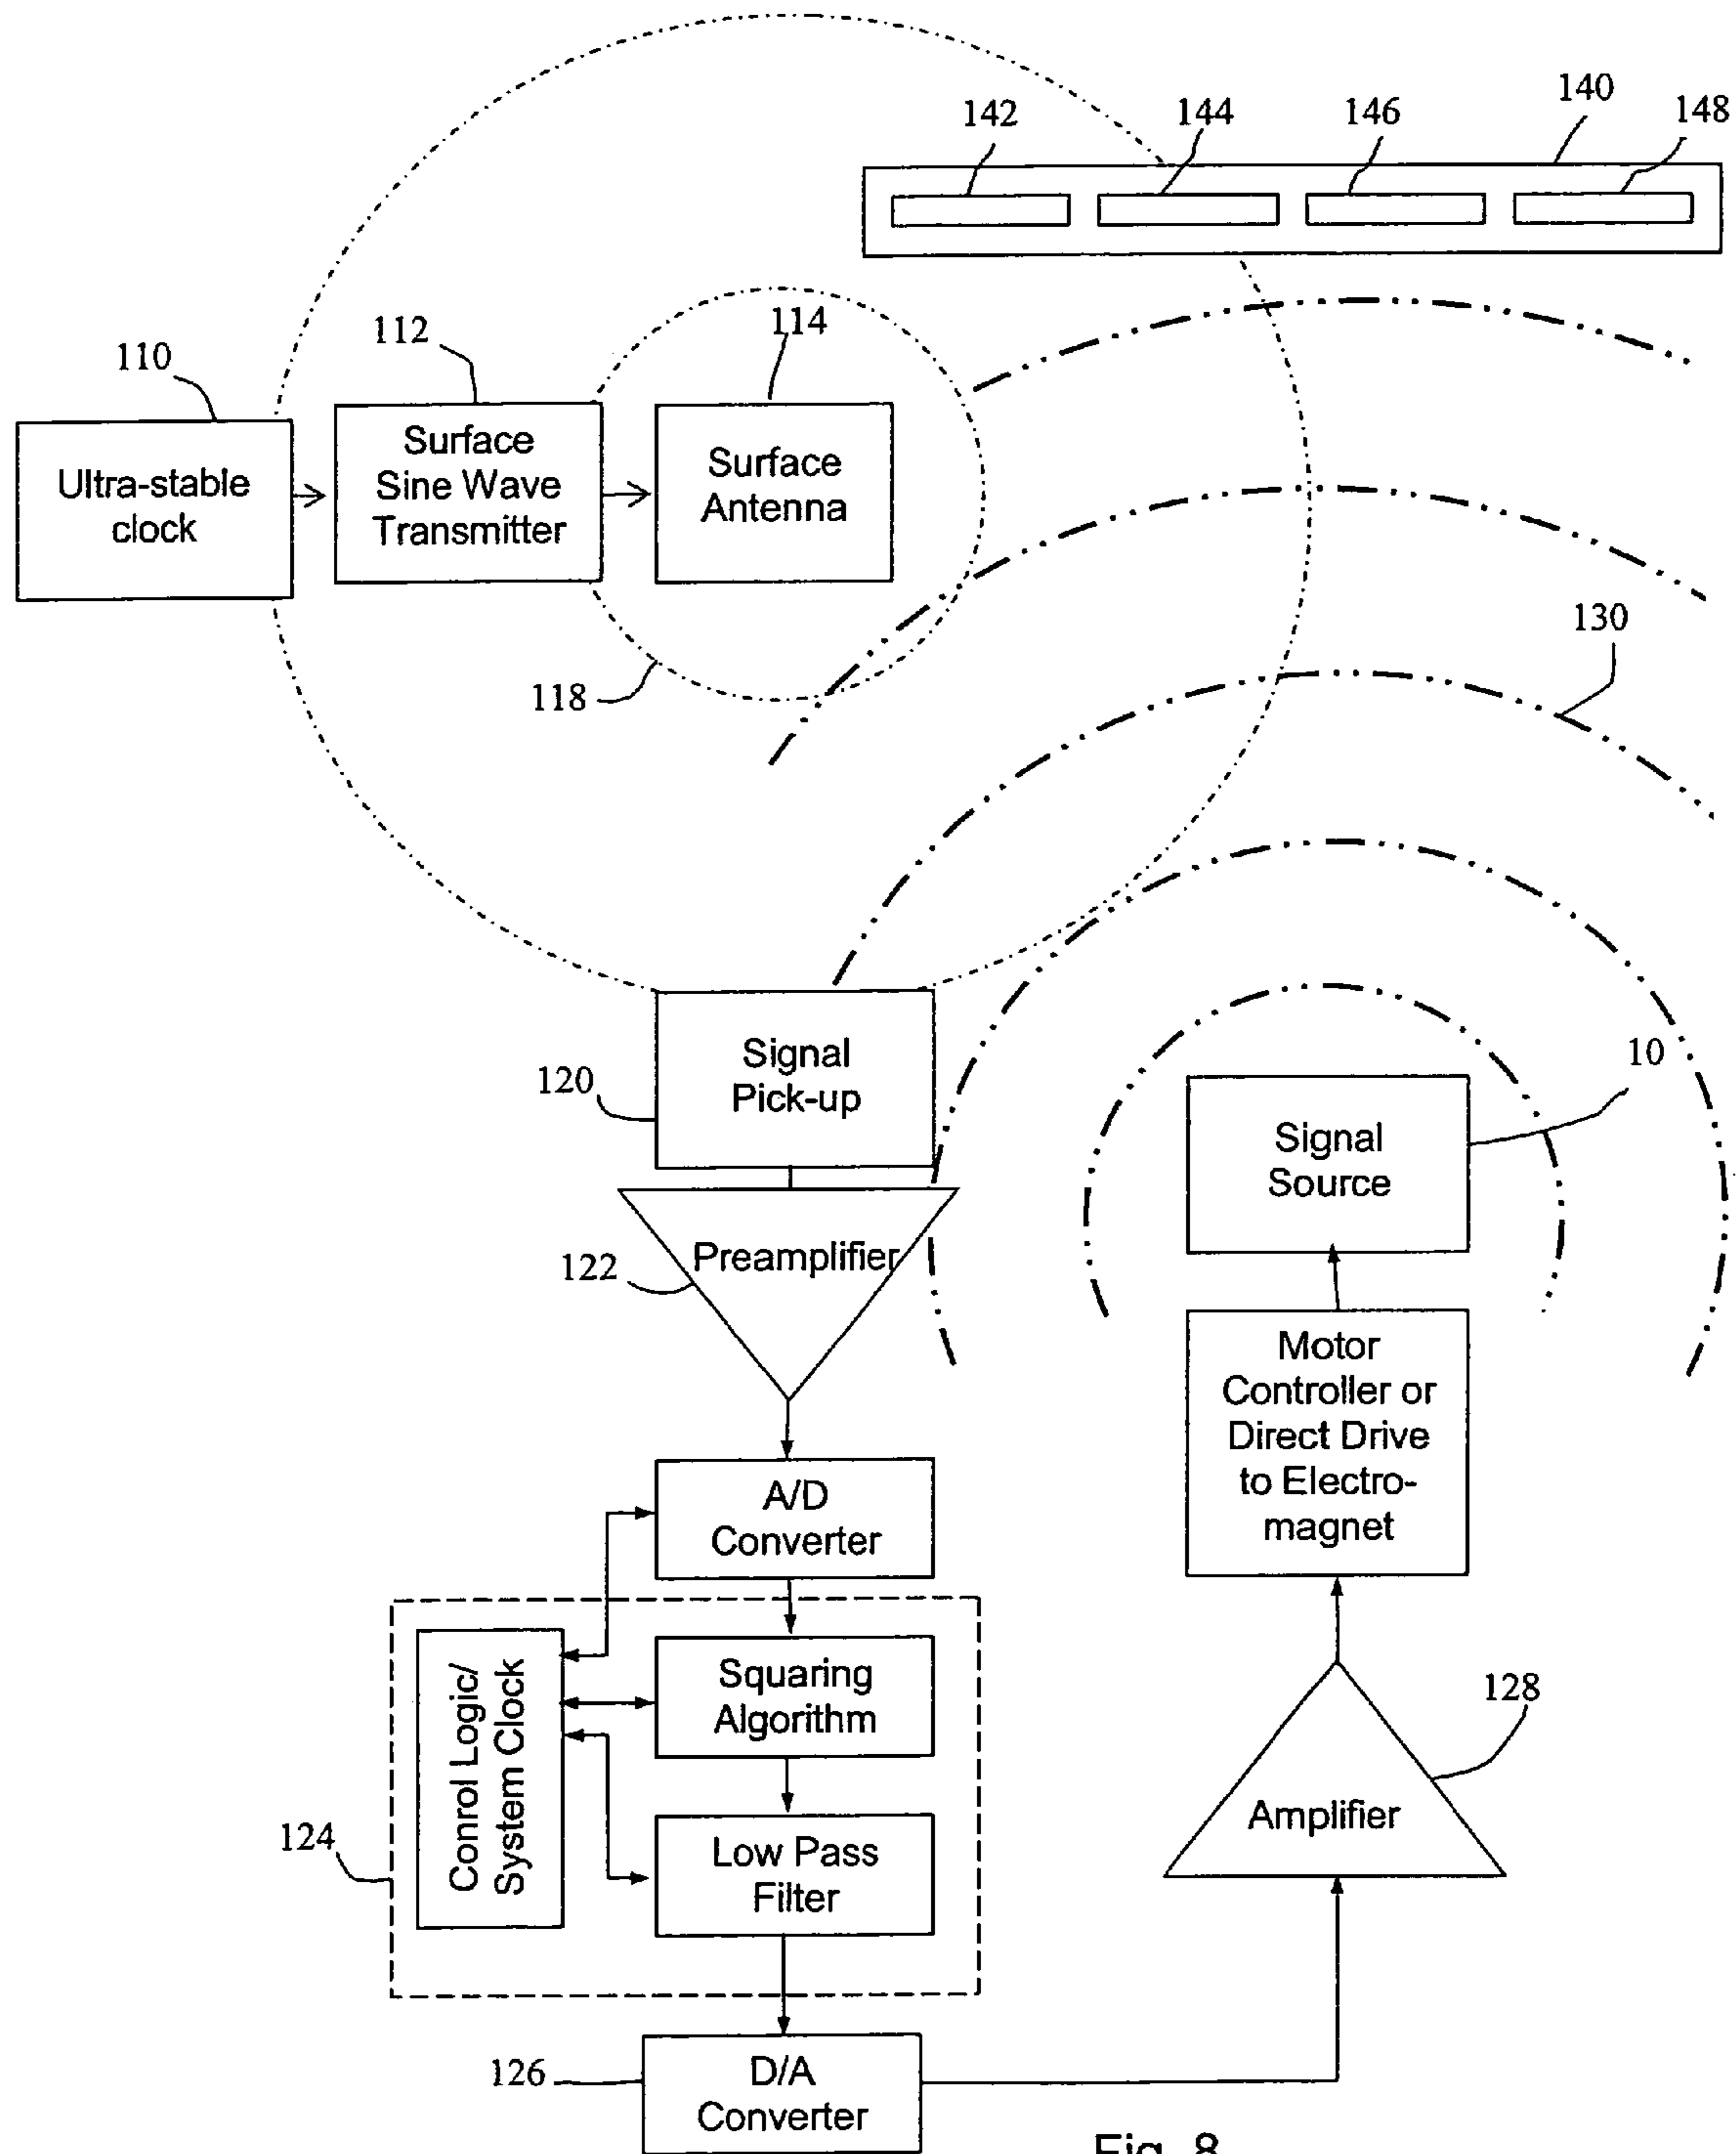 142
144
146
140
148
110
112
114
Ultra-stable
clock
Surface
Sine Wave
Transmitter
Surface
Antenna
118
130
120
Signal
Pick-up
10
Signal
Source
122
Preamplifier
Motor
Controller or
Direct Drive
to Electro-
magnet
A/D
Converter
Conrol Logic/
System Clock
Squaring
Algorithm
128
124
Low Pass
Filter
Amplifier
126
D/A
Converter
Fig. 8